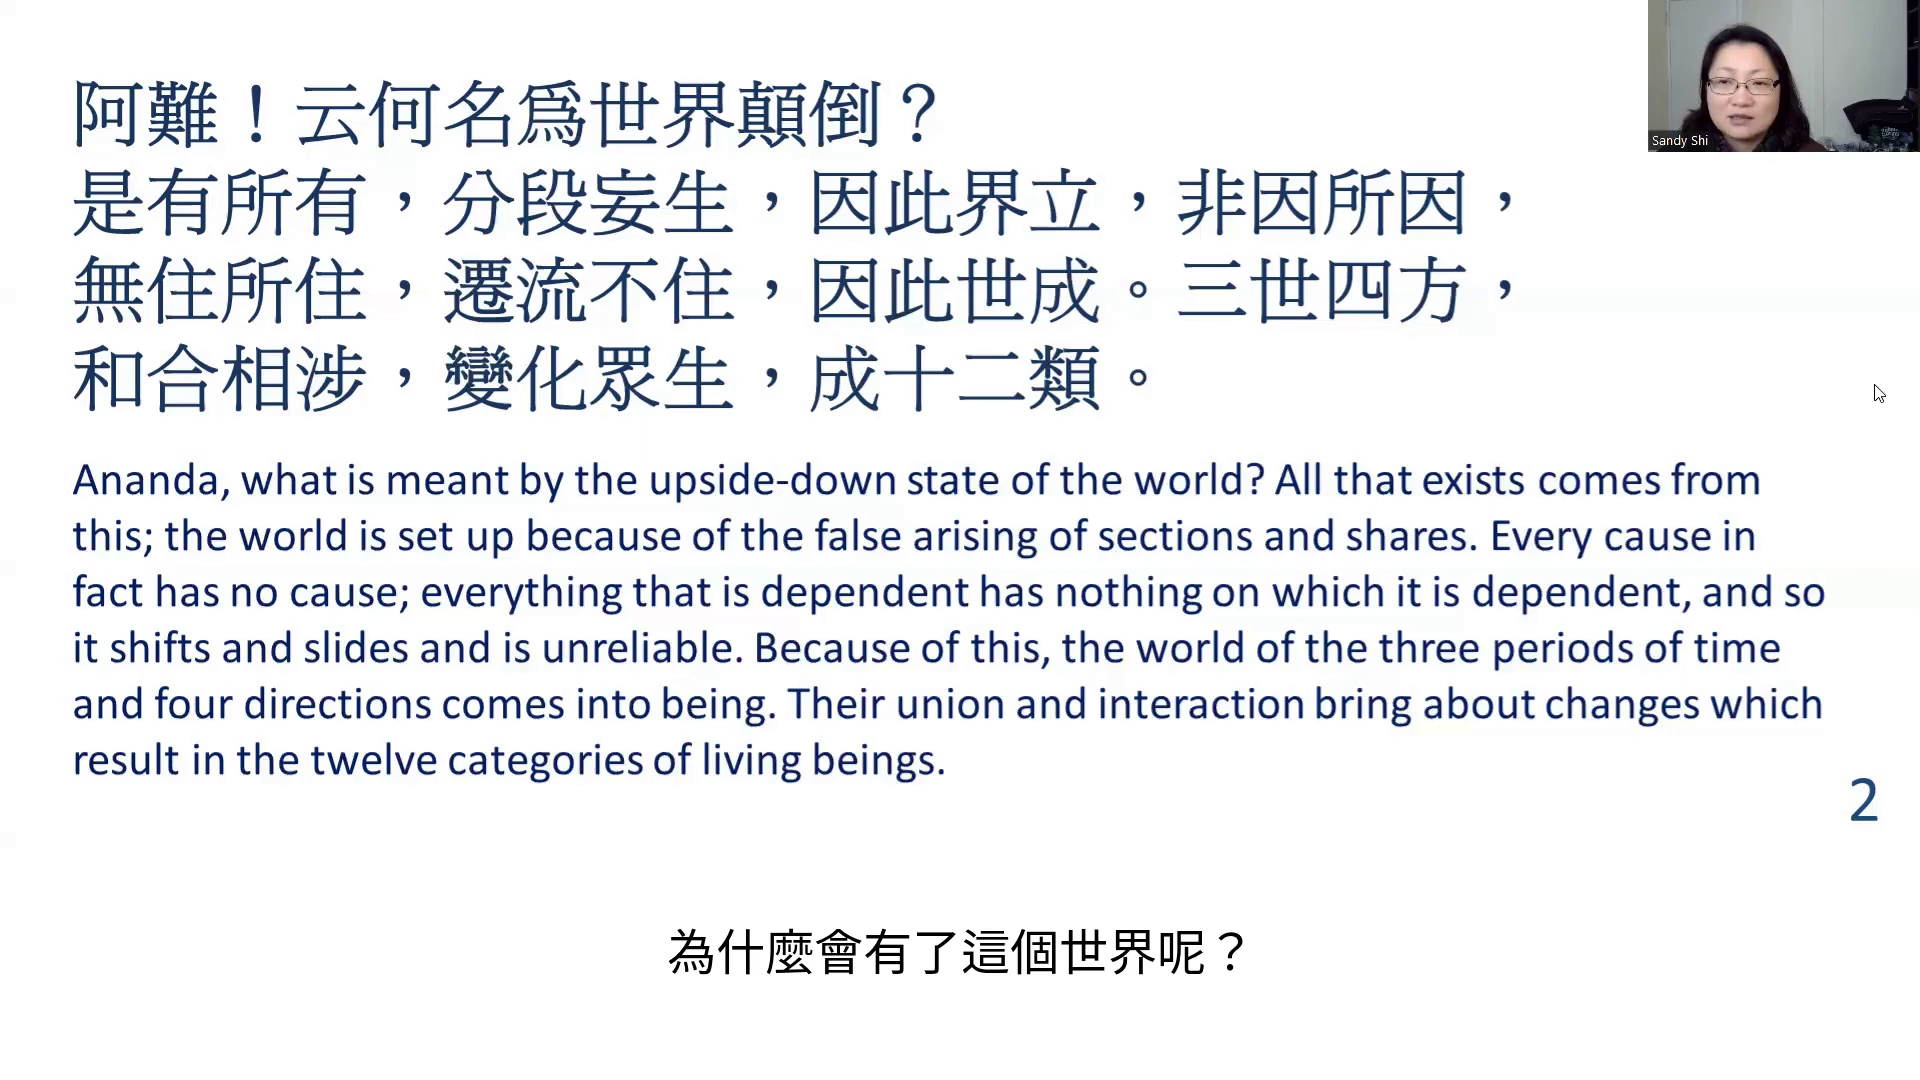 阿難！云何名爲世界顛倒？
是有所有，分段妄生，因此界立，非因所因，
無住所住，遷流不住，因此世成。三世四方，
和合相涉，變化眾生，成十二類。
Ananda, what is meant by the upside-down state of the world? All that exists comes from
this; the world is set up because of the false arising of sections and shares. Every cause in
fact has no cause; everything that is dependent has nothing on which it is dependent, and so
it shifts and slides and is unreliable. Because of this, the world of the three periods of time
and four directions comes into being. Their union and interaction bring about changes which
result in the twelve categories of living beings.
2
為什麼會有了這個世界呢？
Sandy Shi